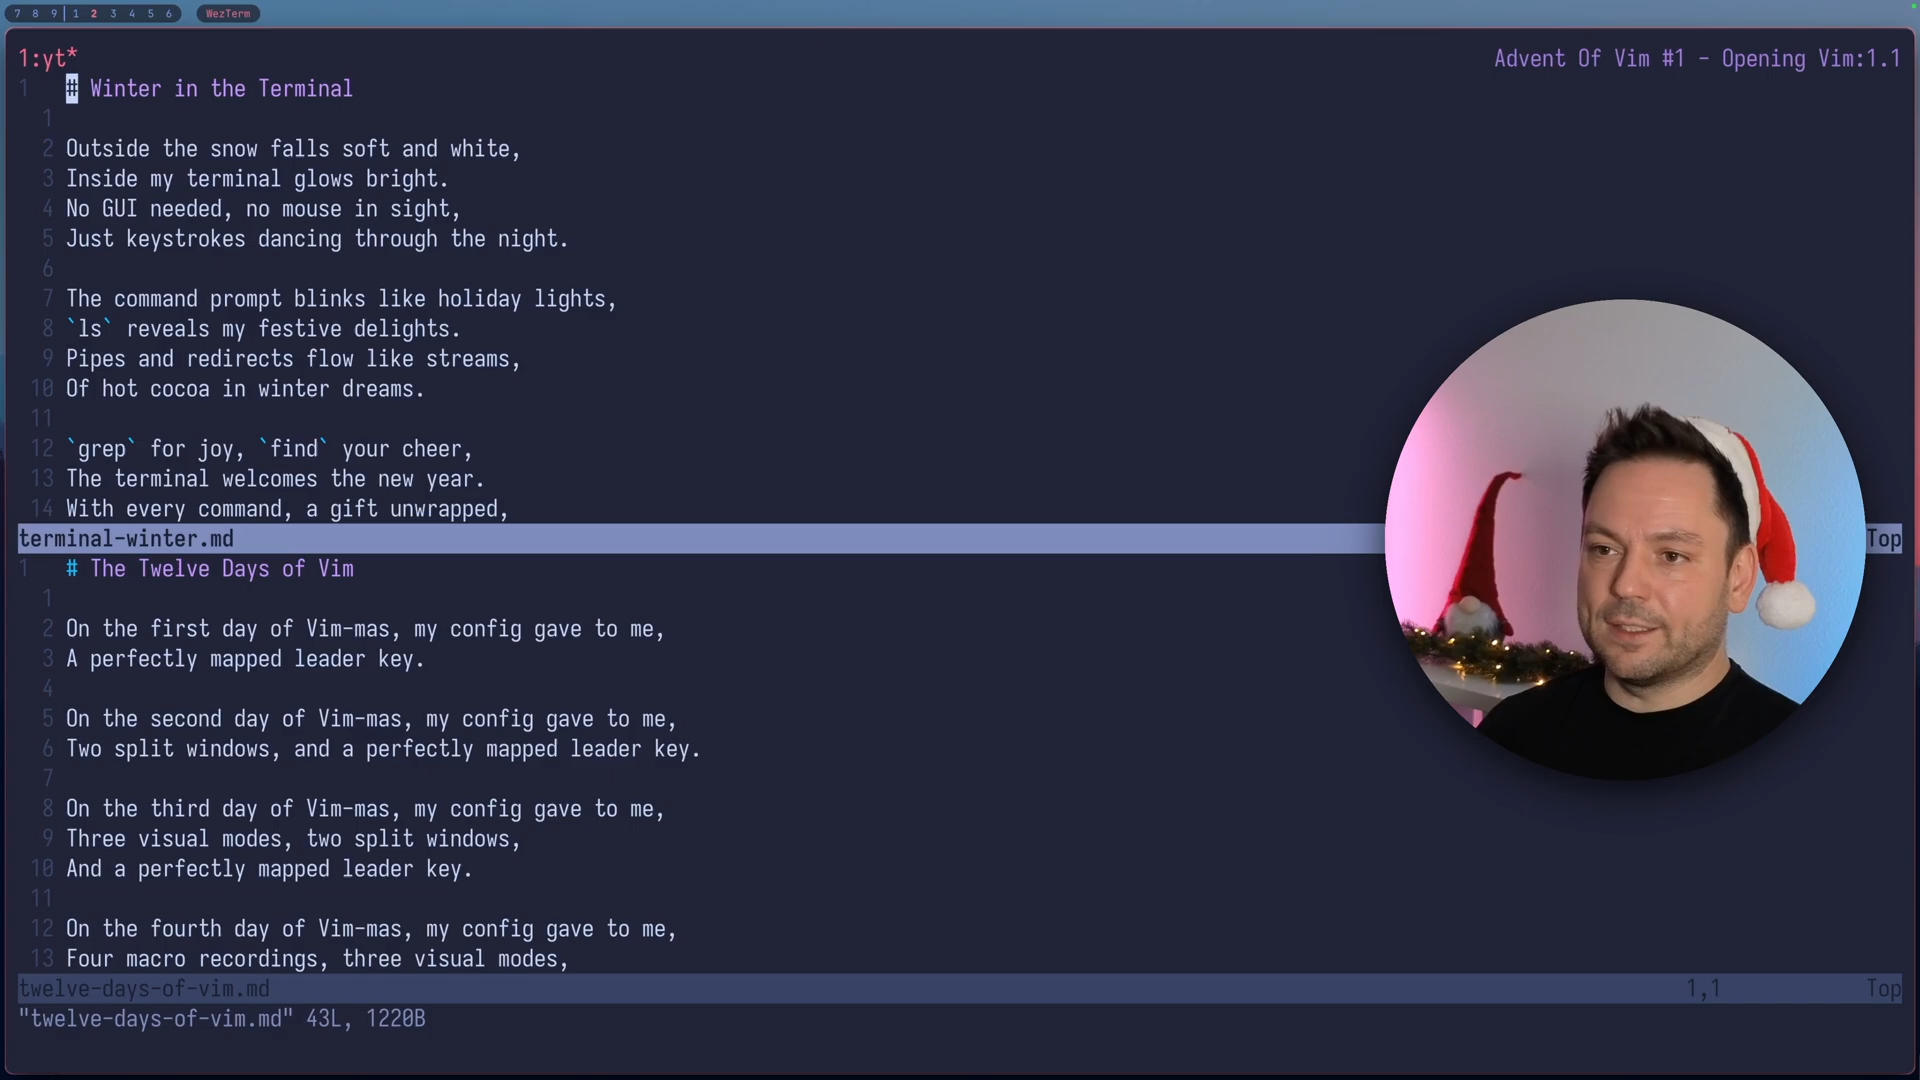 7 8 9 1 2 3 4 5 6 WezTerm
1:yt* Advent Of Vim #1 - Opening Vim:1.1
1 # Winter in the Terminal
1
2 Outside the snow falls soft and white,
3 Inside my terminal glows bright.
4 No GUI needed, no mouse in sight,
5 Just keystrokes dancing through the night.
6
7 The command prompt blinks like holiday lights,
8 `ls` reveals my festive delights.
9 Pipes and redirects flow like streams,
10 Of hot cocoa in winter dreams.
11
12 `grep` for joy, `find` your cheer,
13 The terminal welcomes the new year.
14 With every command, a gift unwrapped,
terminal-winter.md Top
1 # The Twelve Days of Vim
1
2 On the first day of Vim-mas, my config gave to me,
3 A perfectly mapped leader key.
4
5 On the second day of Vim-mas, my config gave to me,
6 Two split windows, and a perfectly mapped leader key.
7
8 On the third day of Vim-mas, my config gave to me,
9 Three visual modes, two split windows,
10 And a perfectly mapped leader key.
11
12 On the fourth day of Vim-mas, my config gave to me,
13 Four macro recordings, three visual modes,
twelve-days-of-vim.md 1,1 Top
"twelve-days-of-vim.md" 43L, 1220B